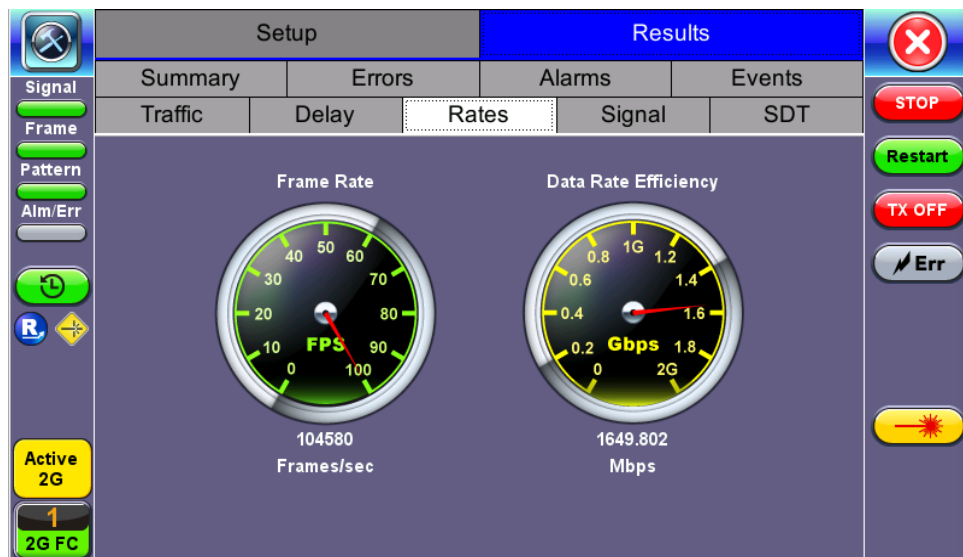 Setup
Results
Summary
Errors
Alarms
Events
Traffic
Delay
Rates
Signal
SDT
Signal
Frame
Pattern
Alm/Err
R
Active
2G
1
2G FC
Frame Rate
0
10
20
30
40
50
60
70
80
90
100
FPS
104580
Frames/sec
Data Rate Efficiency
0
0.2
0.4
0.6
0.8
1G
1.2
1.4
1.6
1.8
2G
Gbps
1649.802
Mbps
STOP
Restart
TX OFF
Err